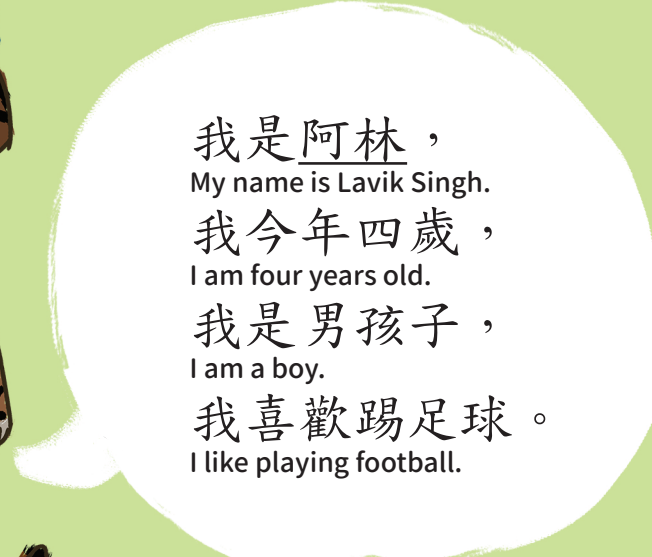 我是阿林，
My name is Lavik Singh.
我今年四歲，
I am four years old.
我是男孩子，
I am a boy.
我喜歡踢足球。
I like playing football.